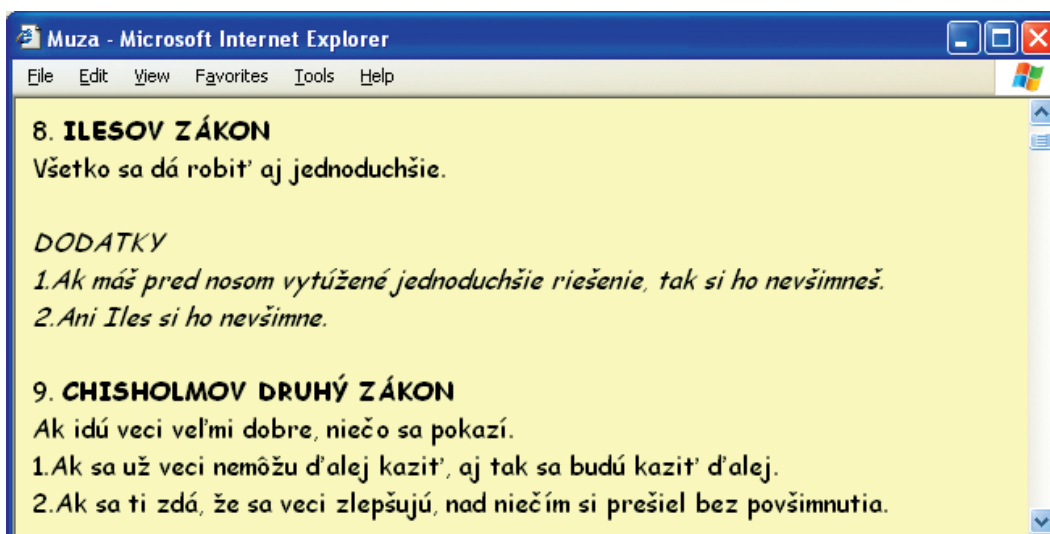 Muza - Microsoft Internet Explorer
File Edit View Favorites Tools Help
8. ILESOV ZÁKON
Všetko sa dá robiť aj jednoduchšie.
DODATKY
1.Ak máš pred nosom vytúžené jednoduchšie riešenie, tak si ho nevšimneš.
2.Ani Iles si ho nevšimne.
9. CHISHOLMOV DRUHÝ ZÁKON
Ak idú veci veľmi dobre, niečo sa pokazí.
1.Ak sa už veci nemôžu ďalej kaziť, aj tak sa budú kaziť ďalej.
2.Ak sa ti zdá, že sa veci zlepšujú, nad niečím si prešiel bez povšimnutia.